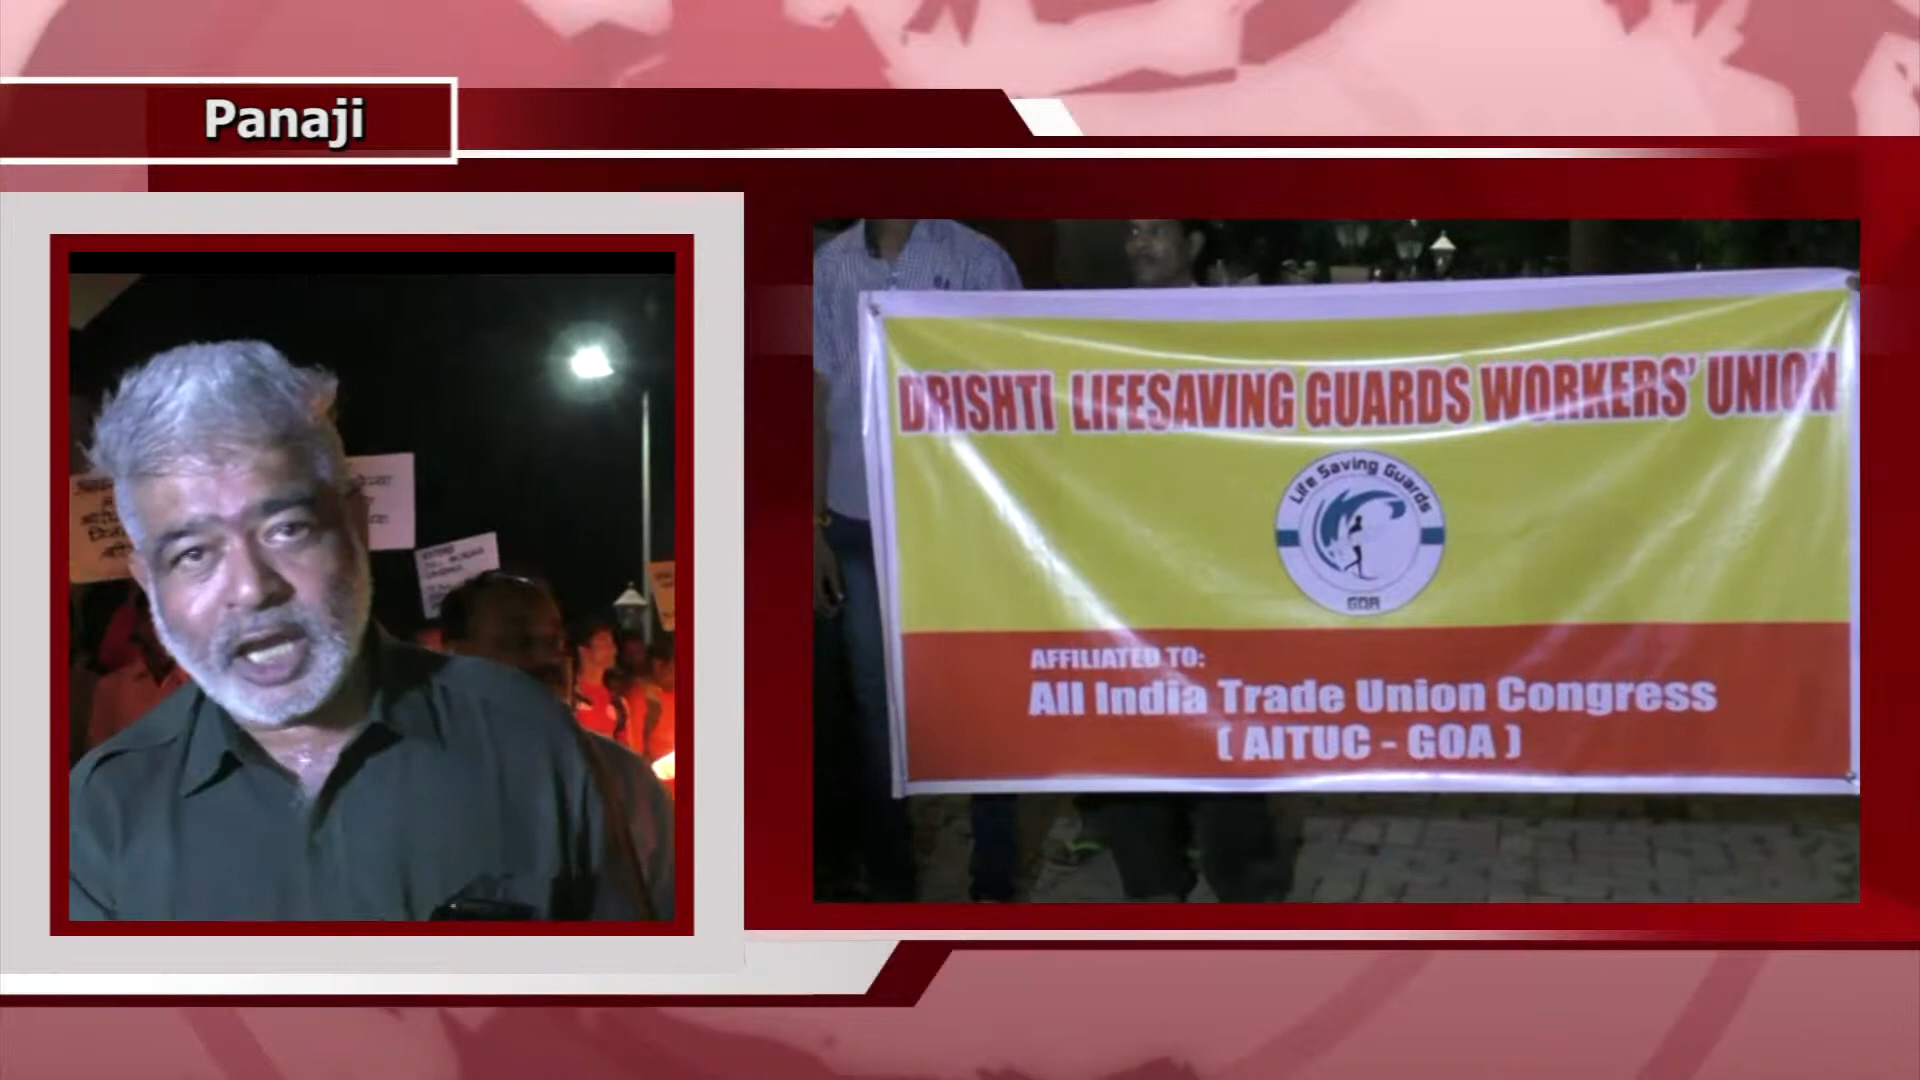 Panaji
DRISHTI LIFESAVING GUARDS WORKERS' UNION
Life Saving Guards
GOA
AFFILIATED TO:
All India Trade Union Congress
( AITUC - GOA )